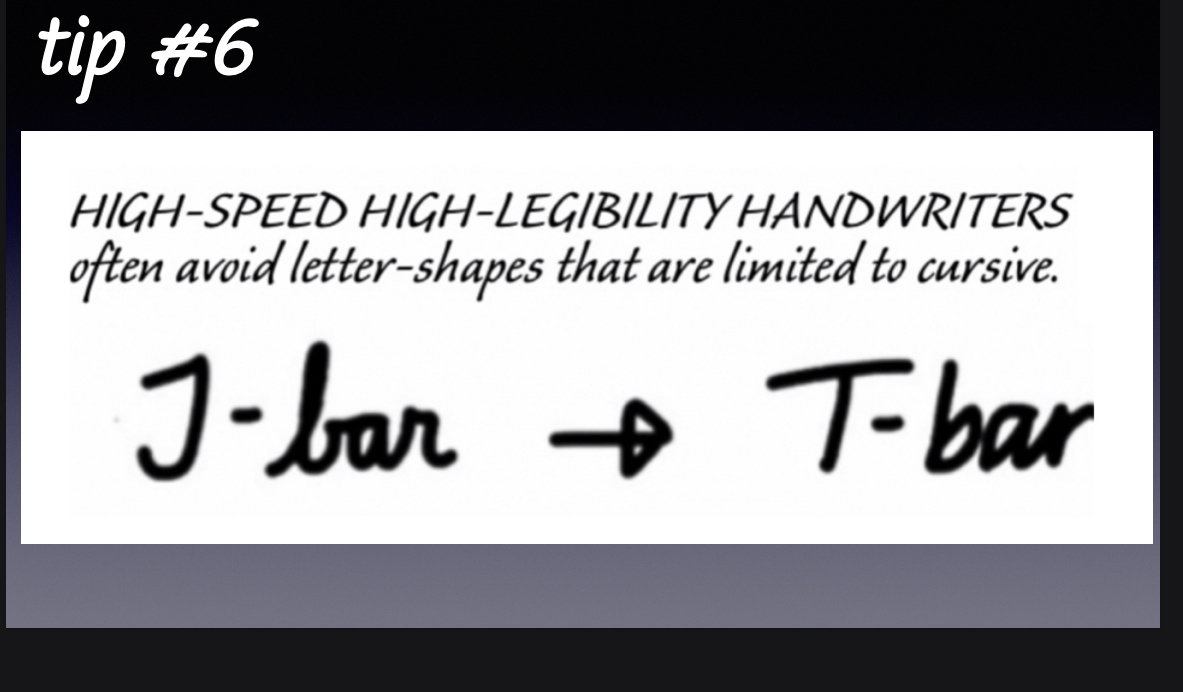 tip #6
HIGH-SPEED HIGH-LEGIBILITY HANDWRITERS
often avoid letter-shapes that are limited to cursive.
J-bar → T-bar